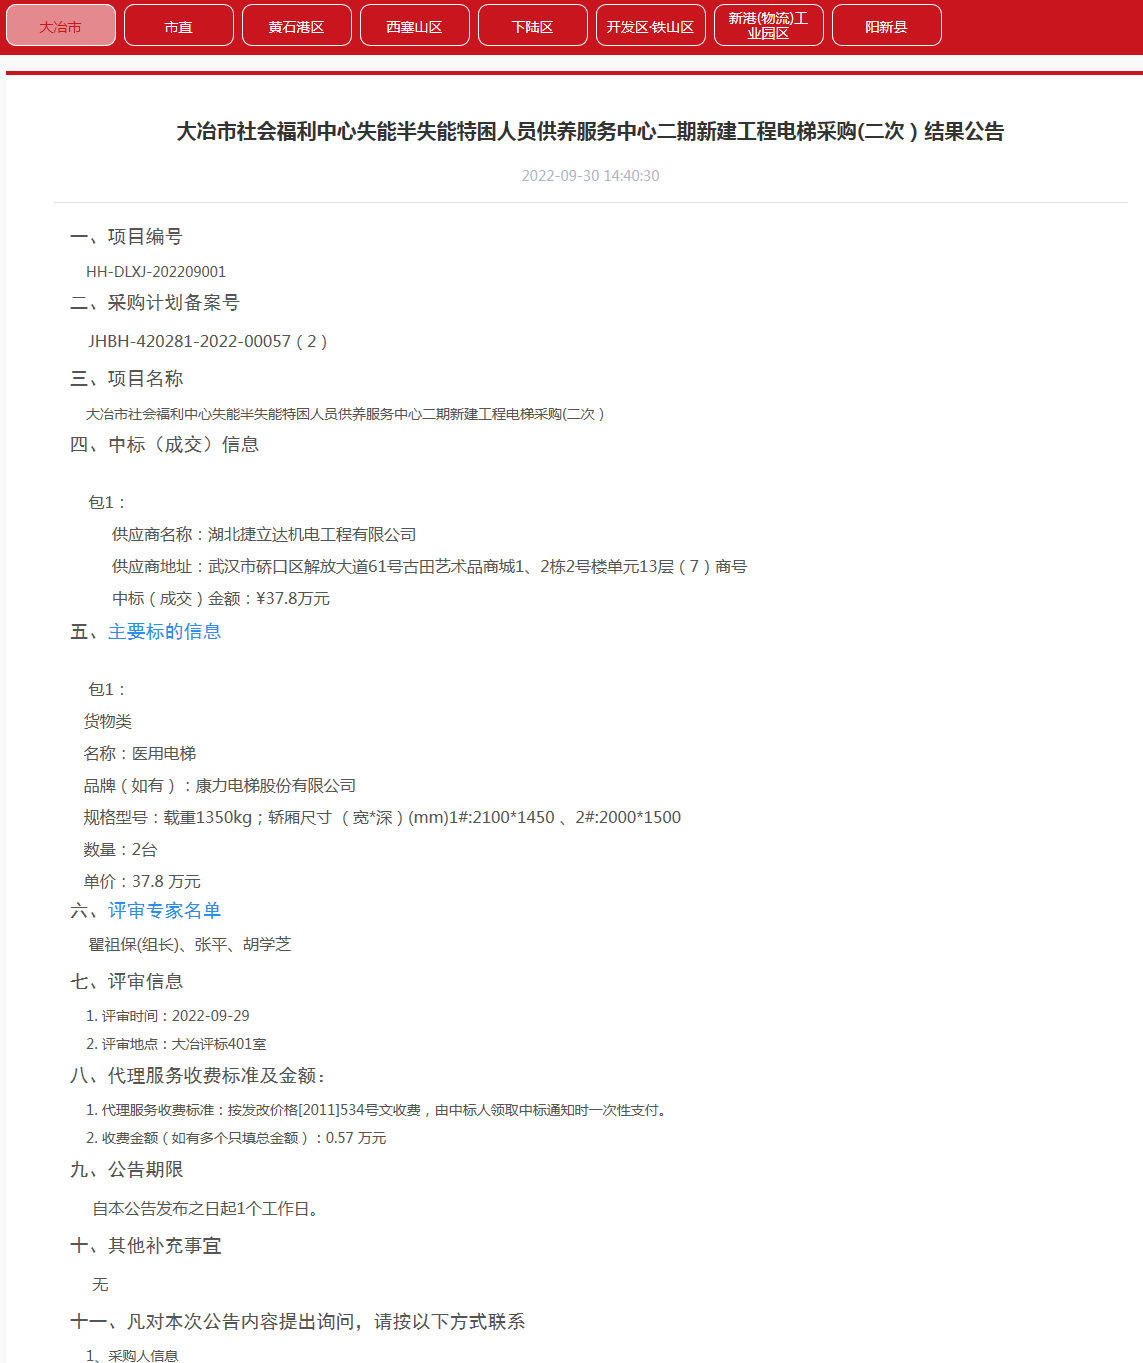 大冶市
市直
黄石港区
西塞山区
下陆区
开发区·铁山区
新港(物流)工
业园区
阳新县
大冶市社会福利中心失能半失能特困人员供养服务中心二期新建工程电梯采购(二次）结果公告
2022-09-30 14:40:30
一、项目编号
HH-DLXJ-202209001
二、采购计划备案号
JHBH-420281-2022-00057（2）
三、项目名称
大冶市社会福利中心失能半失能特困人员供养服务中心二期新建工程电梯采购(二次）
四、中标（成交）信息
包1：
供应商名称：湖北捷立达机电工程有限公司
供应商地址：武汉市硚口区解放大道61号古田艺术品商城1、2栋2号楼单元13层（7）商号
中标（成交）金额：¥37.8万元
五、主要标的信息
包1：
货物类
名称：医用电梯
品牌（如有）：康力电梯股份有限公司
规格型号：载重1350kg；轿厢尺寸 （宽*深）(mm)1#:2100*1450 、2#:2000*1500
数量：2台
单价：37.8 万元
六、评审专家名单
瞿祖保(组长)、张平、胡学芝
七、评审信息
1. 评审时间：2022-09-29
2. 评审地点：大冶评标401室
八、代理服务收费标准及金额：
1. 代理服务收费标准：按发改价格[2011]534号文收费，由中标人领取中标通知时一次性支付。
2. 收费金额（如有多个只填总金额）：0.57 万元
九、公告期限
自本公告发布之日起1个工作日。
十、其他补充事宜
无
十一、凡对本次公告内容提出询问，请按以下方式联系
1、采购人信息